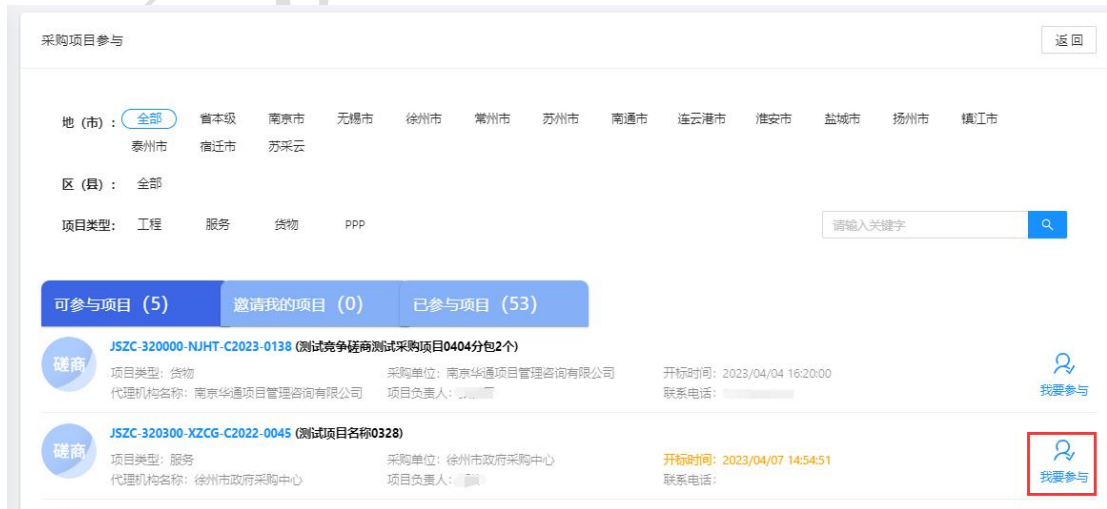 采购项目参与
返 回
地（市）： 全部 省本级 南京市 无锡市 徐州市 常州市 苏州市 南通市 连云港市 淮安市 盐城市 扬州市 镇江市
泰州市 宿迁市 苏采云
区（县）： 全部
项目类型： 工程 服务 货物 PPP 请输入关键字
可参与项目（5） 邀请我的项目（0） 已参与项目（53）
磋商
JSZC-320000-NJHT-C2023-0138 (测试竞争磋商测试采购项目0404分包2个)
项目类型：货物 采购单位：南京华通项目管理咨询有限公司 开标时间：2023/04/04 16:20:00
代理机构名称：南京华通项目管理咨询有限公司 项目负责人： 联系电话：
我要参与
磋商
JSZC-320300-XZCG-C2022-0045 (测试项目名称0328)
项目类型：服务 采购单位：徐州市政府采购中心 开标时间：2023/04/07 14:54:51
代理机构名称：徐州市政府采购中心 项目负责人： 联系电话：
我要参与